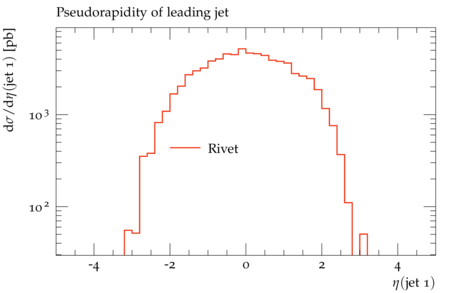 Pseudorapidity of leading jet
dσ/dη(jet 1) [pb]
10³
10²
Rivet
-4 -2 0 2 4
η(jet 1)